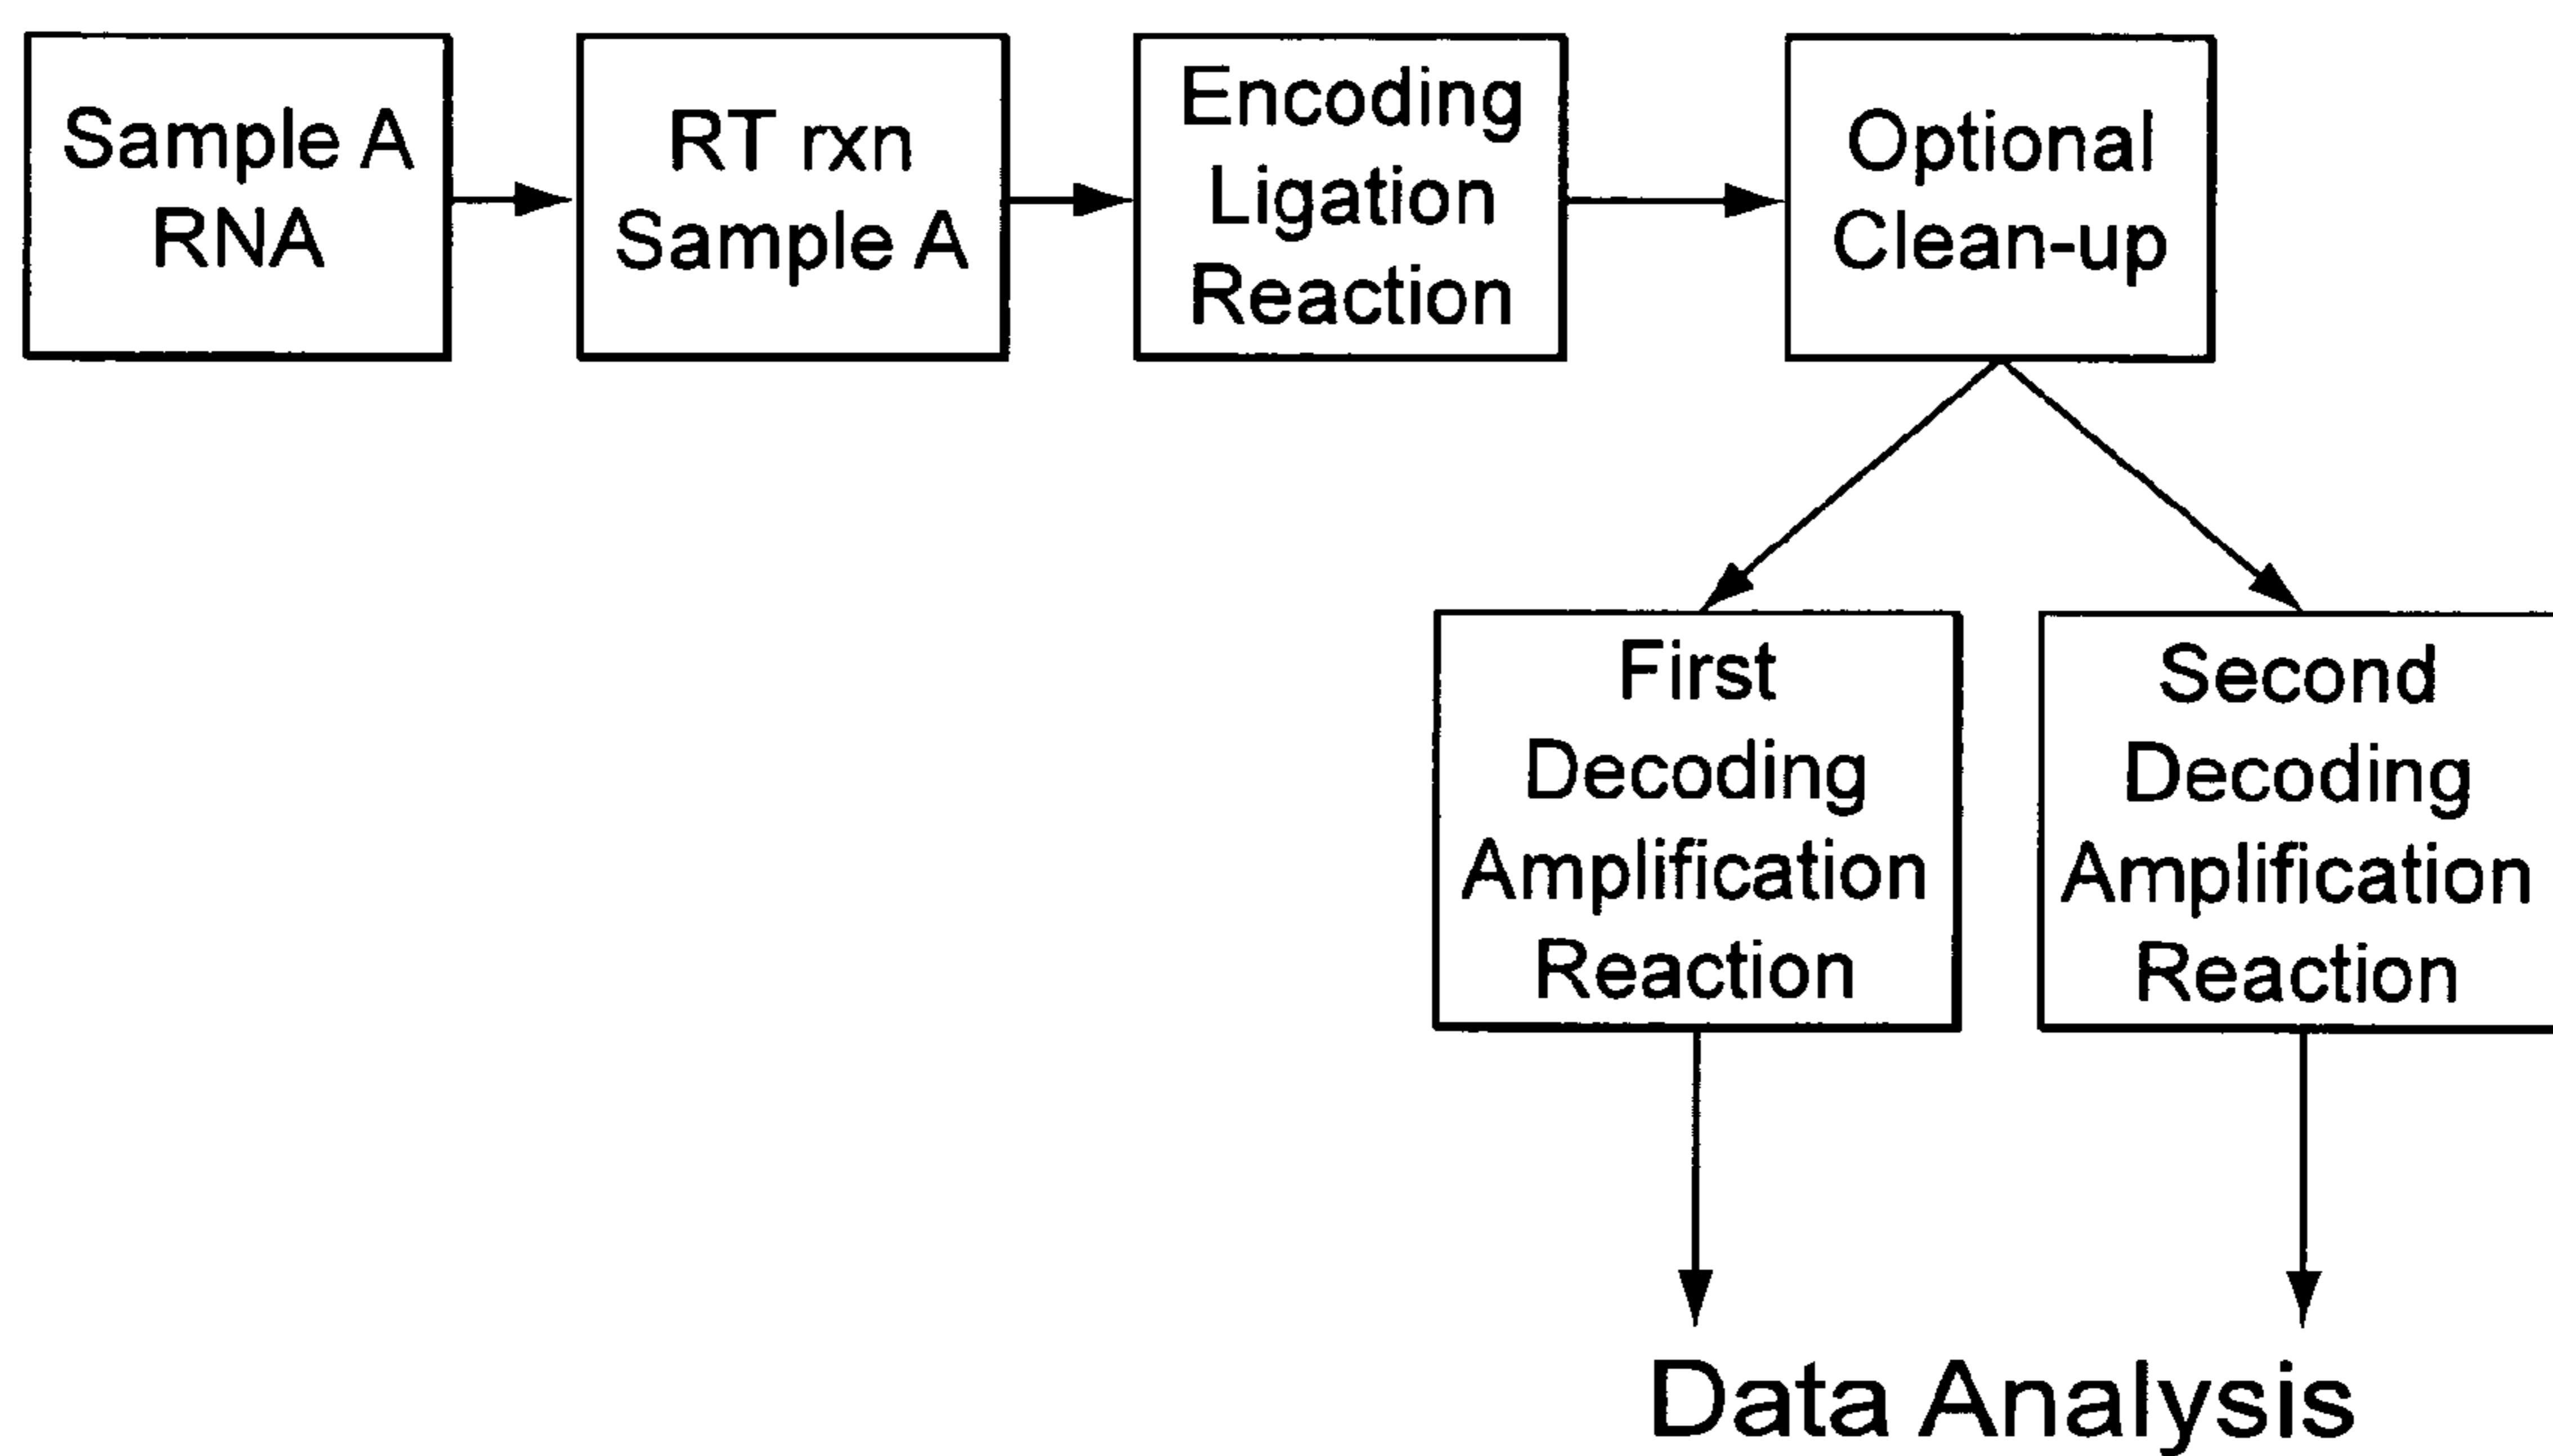 Sample A
RNA
RT rxn
Sample A
Encoding
Ligation
Reaction
Optional
Clean-up
First
Decoding
Amplification
Reaction
Second
Decoding
Amplification
Reaction
Data Analysis